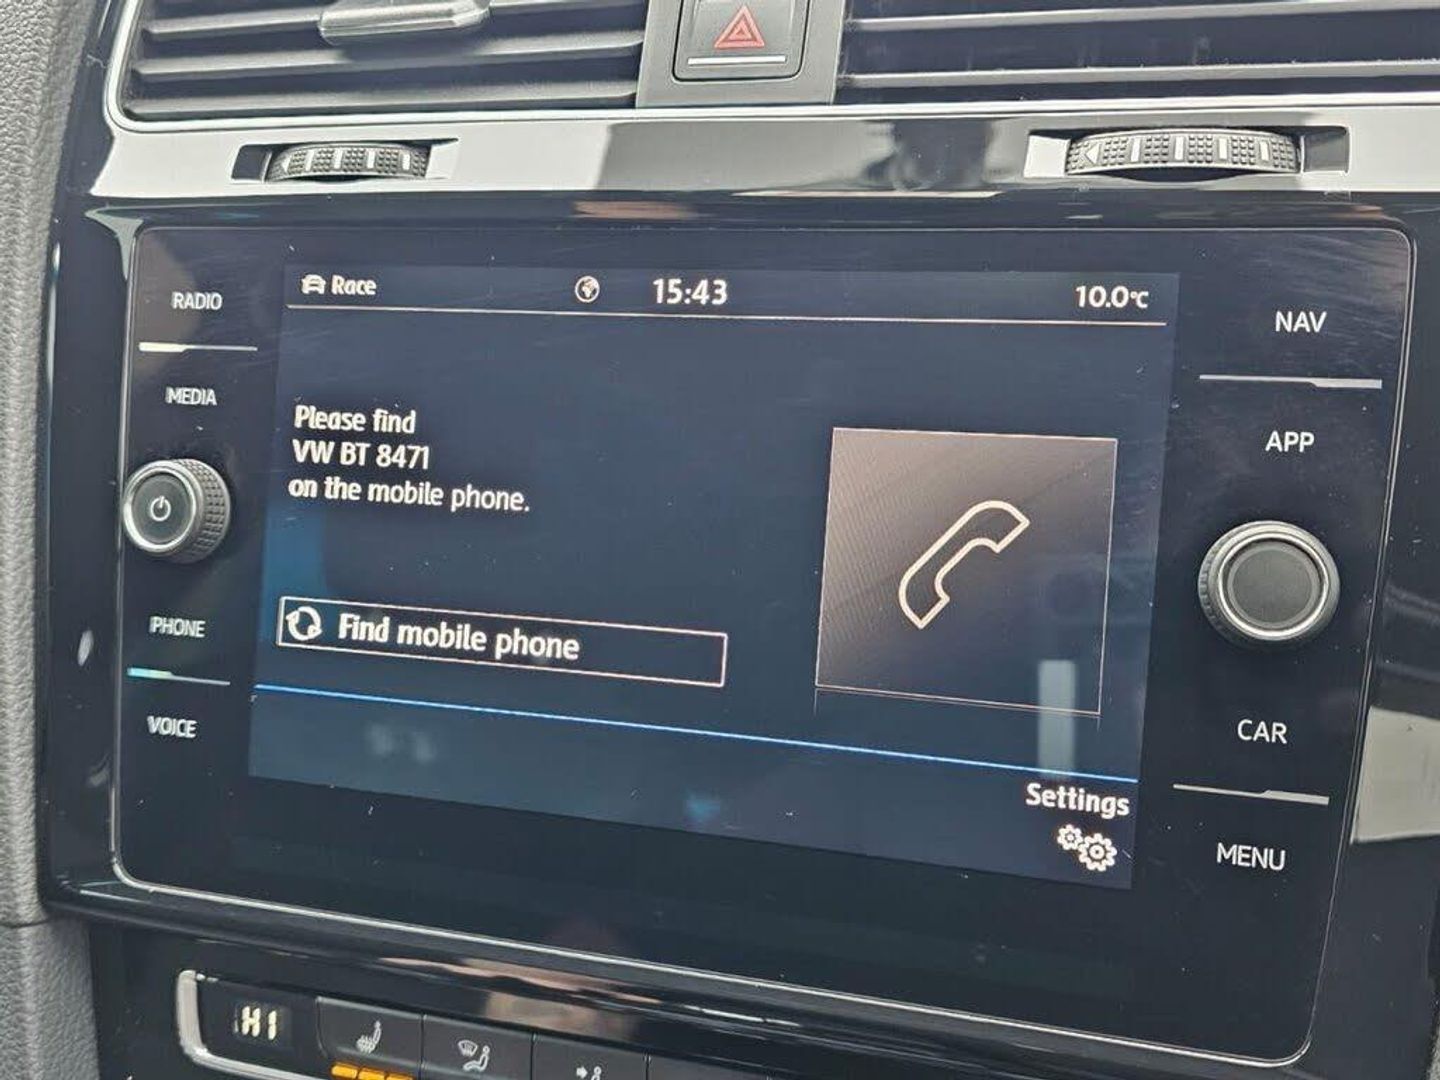 RADIO
MEDIA
PHONE
VOICE
Race
15:43
10.0°C
Please find
VW BT 8471
on the mobile phone.
Find mobile phone
Settings
NAV
APP
CAR
MENU
HI